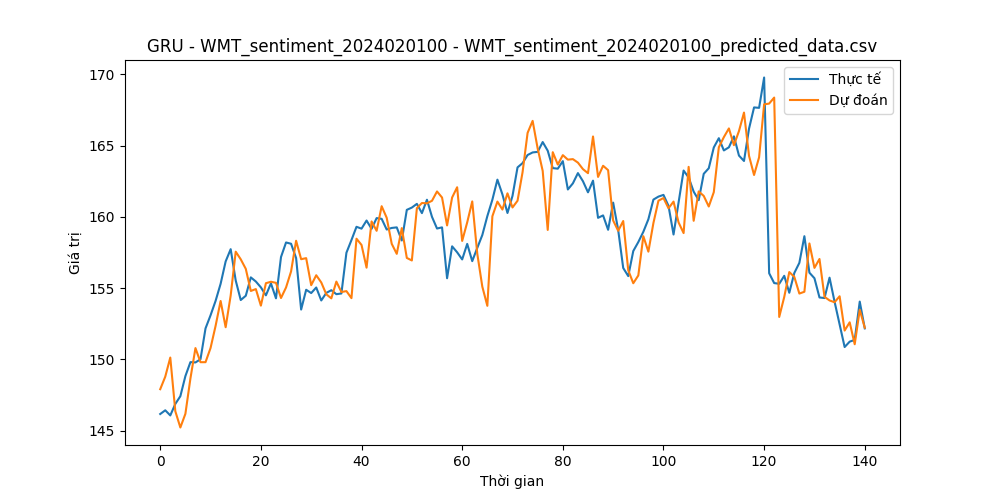 GRU - WMT_sentiment_2024020100 - WMT_sentiment_2024020100_predicted_data.csv
Thực tế
Dự đoán
Giá trị
170
165
160
155
150
145
0 20 40 60 80 100 120 140
Thời gian